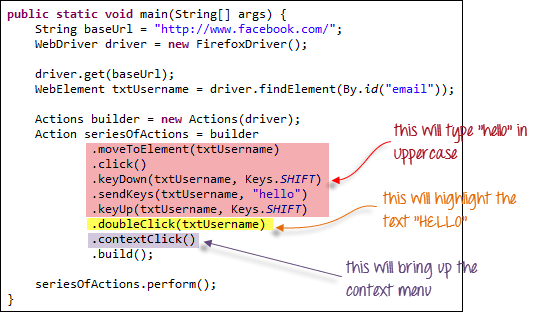 public static void main(String[] args) {
    String baseUrl = "http://www.facebook.com/";
    WebDriver driver = new FirefoxDriver();

    driver.get(baseUrl);
    WebElement txtUsername = driver.findElement(By.id("email"));

    Actions builder = new Actions(driver);
    Action seriesOfActions = builder
        .moveToElement(txtUsername)
        .click()
        .keyDown(txtUsername, Keys.SHIFT)
        .sendKeys(txtUsername, "hello")
        .keyUp(txtUsername, Keys.SHIFT)
        .doubleClick(txtUsername)
        .contextClick()
        .build();

    seriesOfActions.perform();
}
this will type "hello" in
uppercase
this will highlight the
text "HELLO"
this will bring up the
context menu